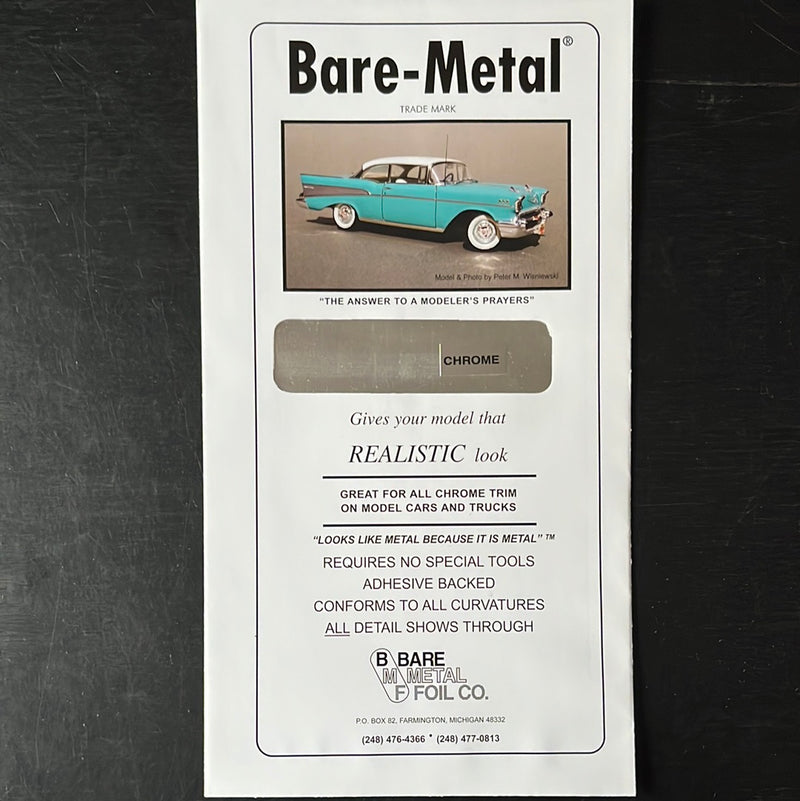 Bare-Metal®
TRADE MARK
Model & Photo by Peter M. Wisniewski
"THE ANSWER TO A MODELER'S PRAYERS"
CHROME
Gives your model that
REALISTIC look
GREAT FOR ALL CHROME TRIM
ON MODEL CARS AND TRUCKS
"LOOKS LIKE METAL BECAUSE IT IS METAL" ™
REQUIRES NO SPECIAL TOOLS
ADHESIVE BACKED
CONFORMS TO ALL CURVATURES
ALL DETAIL SHOWS THROUGH
B BARE
M METAL
F FOIL CO.
P.O. BOX 82, FARMINGTON, MICHIGAN 48332
(248) 476-4366 * (248) 477-0813